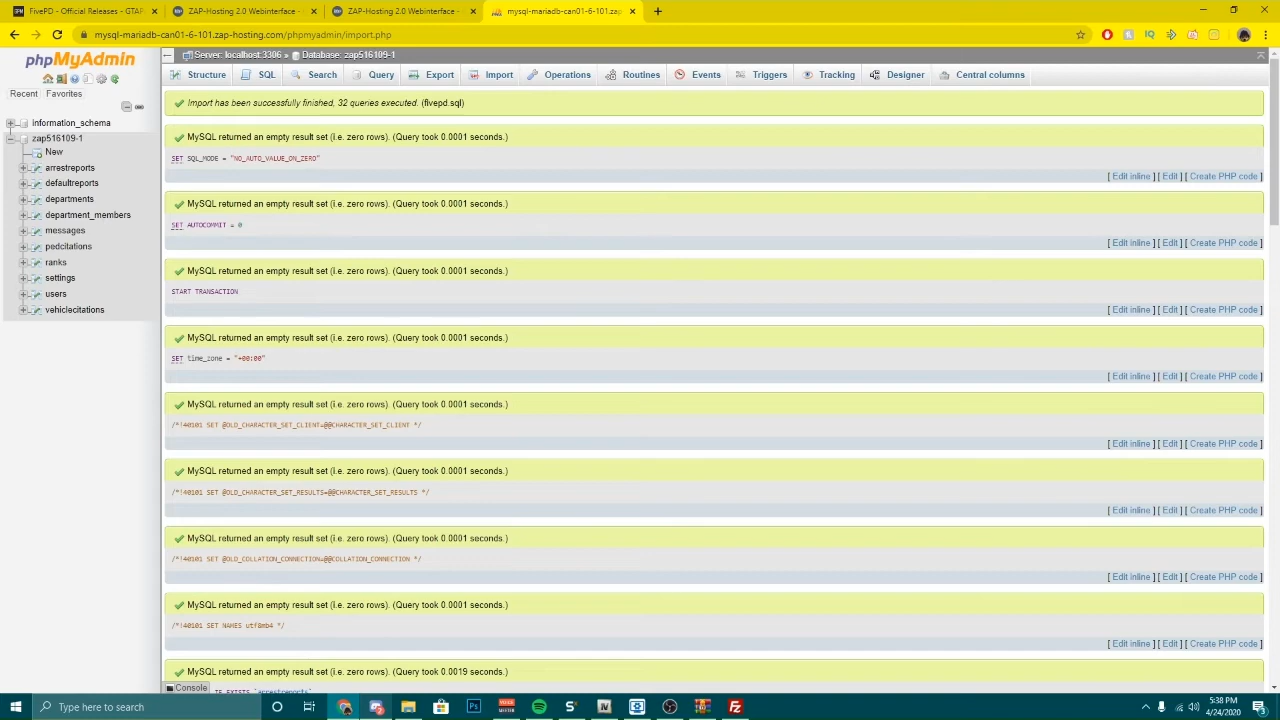 FivePD - Official Releases - GTAF
ZAP-Hosting 2.0 Webinterface -
ZAP-Hosting 2.0 Webinterface -
mysql-mariadb-can01-6-101.zap
mysql-mariadb-can01-6-101.zap-hosting.com/phpmyadmin/import.php
phpMyAdmin
Recent Favorites
information_schema
zap516109-1
New
arrestreports
defaultreports
departments
department_members
messages
pedcitations
ranks
settings
users
vehiclecitations
Server: localhost:3306 » Database: zap516109-1
Structure SQL Search Query Export Import Operations Routines Events Triggers Tracking Designer Central columns
Import has been successfully finished, 32 queries executed. (fivepd.sql)
MySQL returned an empty result set (i.e. zero rows). (Query took 0.0001 seconds.)
SET SQL_MODE = "NO_AUTO_VALUE_ON_ZERO"
[ Edit inline ] [ Edit ] [ Create PHP code ]
MySQL returned an empty result set (i.e. zero rows). (Query took 0.0001 seconds.)
SET AUTOCOMMIT = 0
[ Edit inline ] [ Edit ] [ Create PHP code ]
MySQL returned an empty result set (i.e. zero rows). (Query took 0.0001 seconds.)
START TRANSACTION
[ Edit inline ] [ Edit ] [ Create PHP code ]
MySQL returned an empty result set (i.e. zero rows). (Query took 0.0001 seconds.)
SET time_zone = "+00:00"
[ Edit inline ] [ Edit ] [ Create PHP code ]
MySQL returned an empty result set (i.e. zero rows). (Query took 0.0001 seconds.)
/*!40101 SET @OLD_CHARACTER_SET_CLIENT=@@CHARACTER_SET_CLIENT */
[ Edit inline ] [ Edit ] [ Create PHP code ]
MySQL returned an empty result set (i.e. zero rows). (Query took 0.0001 seconds.)
/*!40101 SET @OLD_CHARACTER_SET_RESULTS=@@CHARACTER_SET_RESULTS */
[ Edit inline ] [ Edit ] [ Create PHP code ]
MySQL returned an empty result set (i.e. zero rows). (Query took 0.0001 seconds.)
/*!40101 SET @OLD_COLLATION_CONNECTION=@@COLLATION_CONNECTION */
[ Edit inline ] [ Edit ] [ Create PHP code ]
MySQL returned an empty result set (i.e. zero rows). (Query took 0.0001 seconds.)
/*!40101 SET NAMES utf8mb4 */
[ Edit inline ] [ Edit ] [ Create PHP code ]
MySQL returned an empty result set (i.e. zero rows). (Query took 0.0019 seconds.)
Console
IF EXISTS `arrestreports`
Type here to search
5:38 PM
4/24/2020